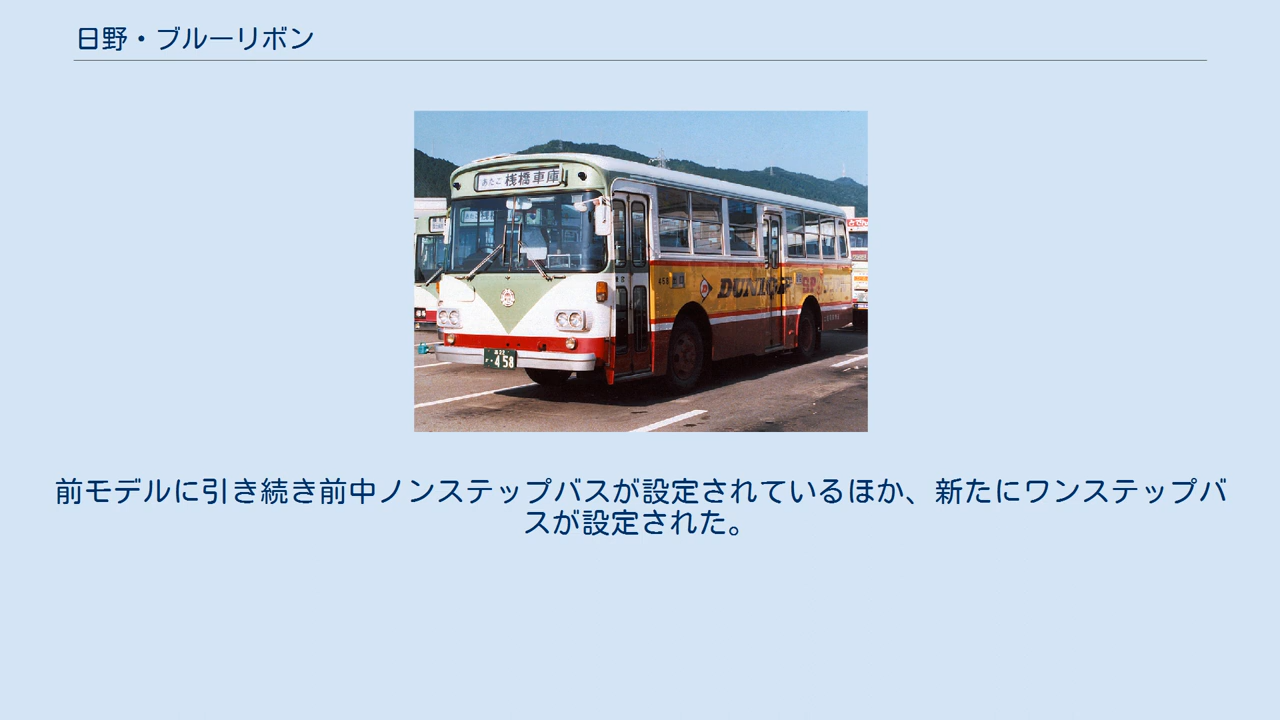 日野・ブルーリボン
あたご 桟橋車庫
DUNLOP
458
前モデルに引き続き前中ノンステップバスが設定されているほか、新たにワンステップバ
スが設定された。